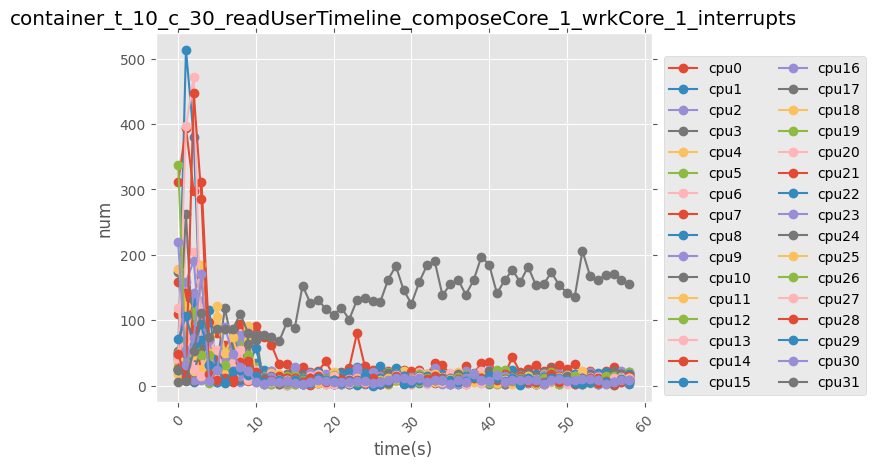 container_t_10_c_30_readUserTimeline_composeCore_1_wrkCore_1_interrupts
num
500
400
300
200
100
0
0 10 20 30 40 50 60
time(s)
cpu0 cpu16
cpu1 cpu17
cpu2 cpu18
cpu3 cpu19
cpu4 cpu20
cpu5 cpu21
cpu6 cpu22
cpu7 cpu23
cpu8 cpu24
cpu9 cpu25
cpu10 cpu26
cpu11 cpu27
cpu12 cpu28
cpu13 cpu29
cpu14 cpu30
cpu15 cpu31